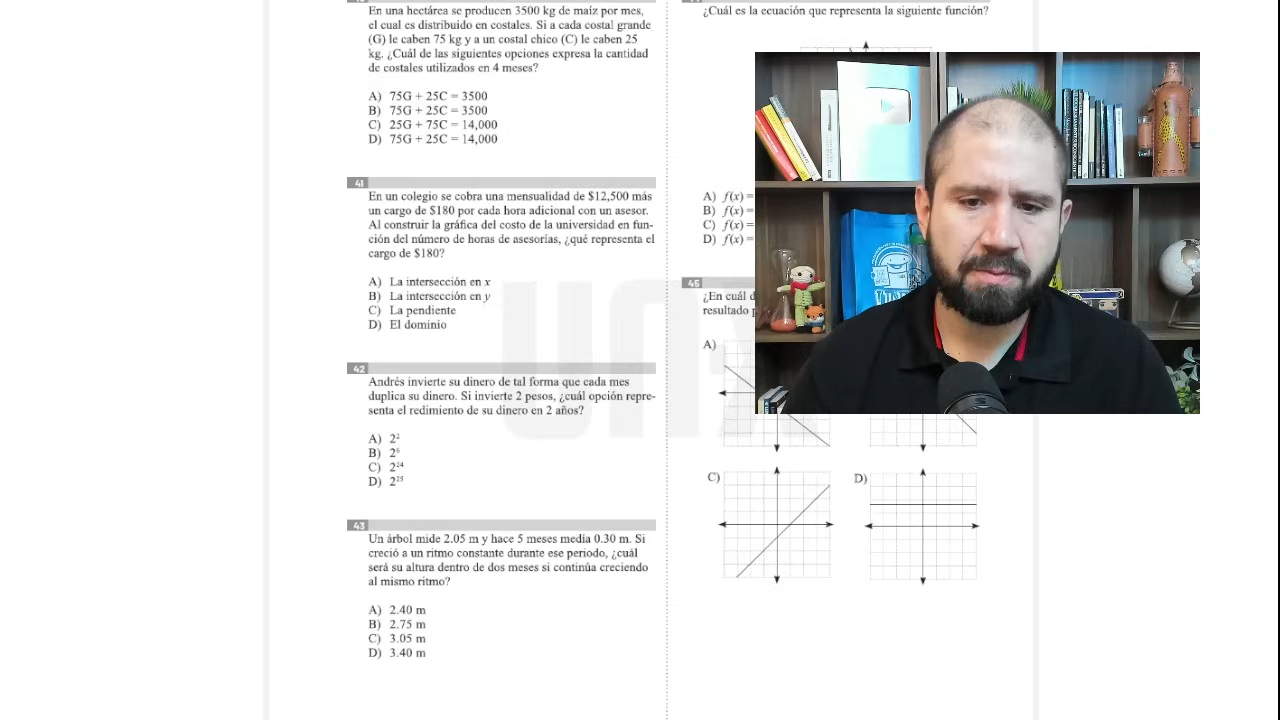 En una hectárea se producen 3500 kg de maíz por mes,
el cual es distribuido en costales. Si a cada costal grande
(G) le caben 75 kg y a un costal chico (C) le caben 25
kg. ¿Cuál de las siguientes opciones expresa la cantidad
de costales utilizados en 4 meses?
A) 75G + 25C = 3500
B) 75G + 25C = 3500
C) 25G + 75C = 14,000
D) 75G + 25C = 14,000
41
En un colegio se cobra una mensualidad de $12,500 más
un cargo de $180 por cada hora adicional con un asesor.
Al construir la gráfica del costo de la universidad en fun-
ción del número de horas de asesorías, ¿qué representa el
cargo de $180?
A) La intersección en x
B) La intersección en y
C) La pendiente
D) El dominio
42
Andrés invierte su dinero de tal forma que cada mes
duplica su dinero. Si invierte 2 pesos, ¿cuál opción repre-
senta el redimiento de su dinero en 2 años?
A) 2²
B) 2⁸
C) 2²⁴
D) 2²⁵
43
Un árbol mide 2.05 m y hace 5 meses medía 0.30 m. Si
creció a un ritmo constante durante ese periodo, ¿cuál
será su altura dentro de dos meses si continúa creciendo
al mismo ritmo?
A) 2.40 m
B) 2.75 m
C) 3.05 m
D) 3.40 m
¿Cuál es la ecuación que representa la siguiente función?
A) f(x) =
B) f(x) =
C) f(x) =
D) f(x) =
45
¿En cuál d
resultado p
A)
C)
D)